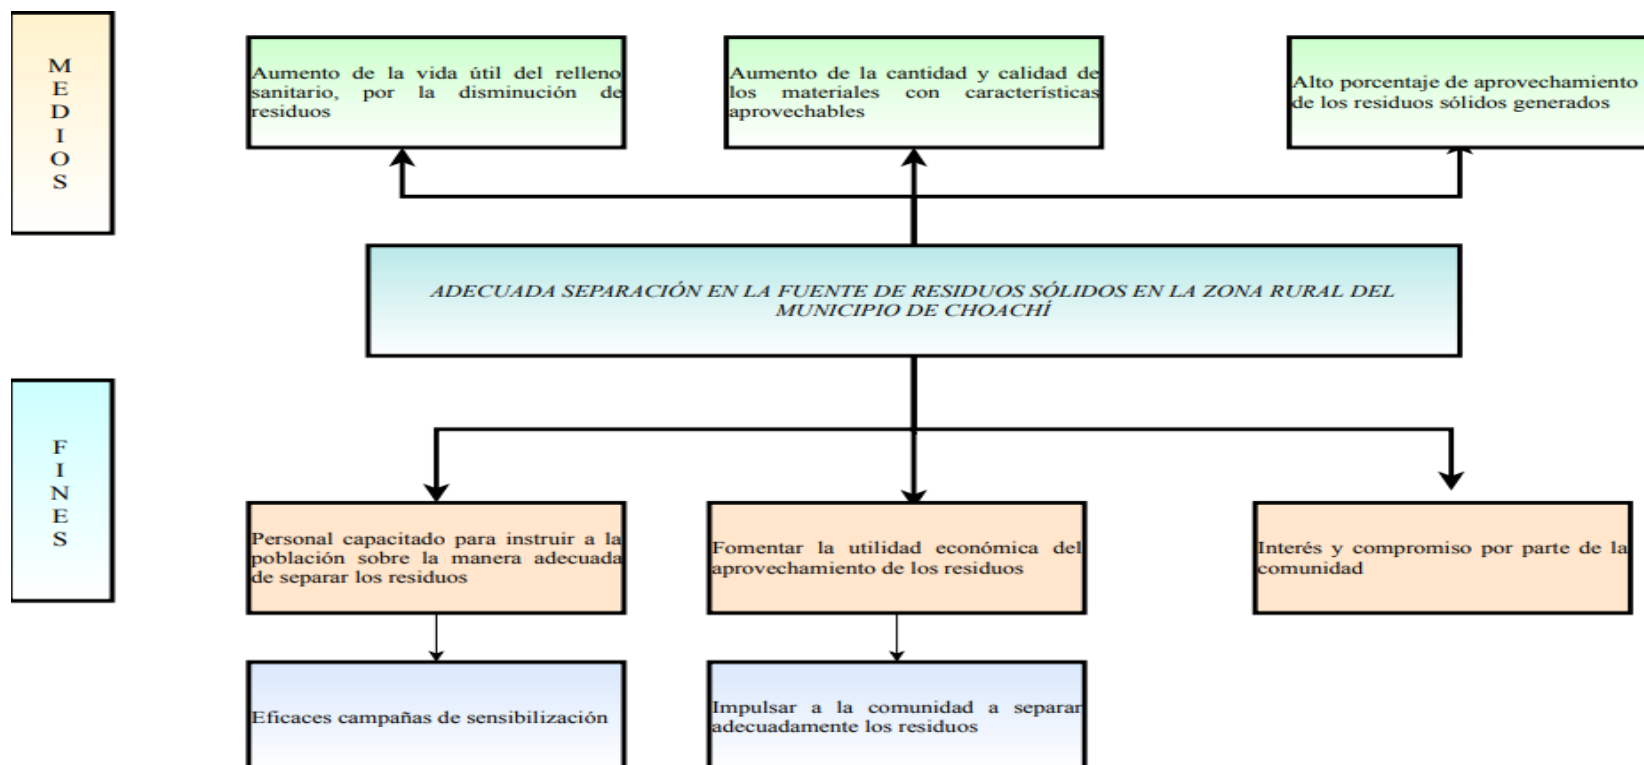 M
E
D
I
O
S
Aumento de la vida útil del relleno
sanitario, por la disminución de
residuos
Aumento de la cantidad y calidad de
los materiales con características
aprovechables
Alto porcentaje de aprovechamiento
de los residuos sólidos generados
ADECUADA SEPARACIÓN EN LA FUENTE DE RESIDUOS SÓLIDOS EN LA ZONA RURAL DEL
MUNICIPIO DE CHOACHÍ
F
I
N
E
S
Personal capacitado para instruir a la
población sobre la manera adecuada
de separar los residuos
Fomentar la utilidad económica del
aprovechamiento de los residuos
Interés y compromiso por parte de la
comunidad
Eficaces campañas de sensibilización
Impulsar a la comunidad a separar
adecuadamente los residuos